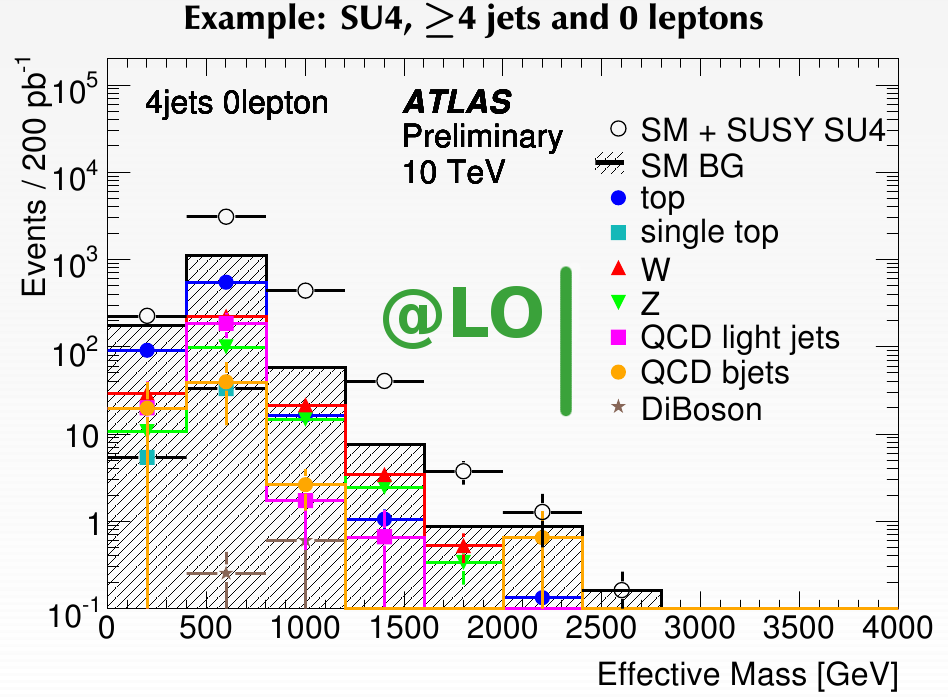 Example: SU4, ≥4 jets and 0 leptons
Events / 200 pb⁻¹
10⁵
10⁴
10³
10²
10
1
10⁻¹
4jets 0lepton
ATLAS
Preliminary
10 TeV
SM + SUSY SU4
SM BG
top
single top
W
Z
QCD light jets
QCD bjets
DiBoson
@LO
0 500 1000 1500 2000 2500 3000 3500 4000
Effective Mass [GeV]